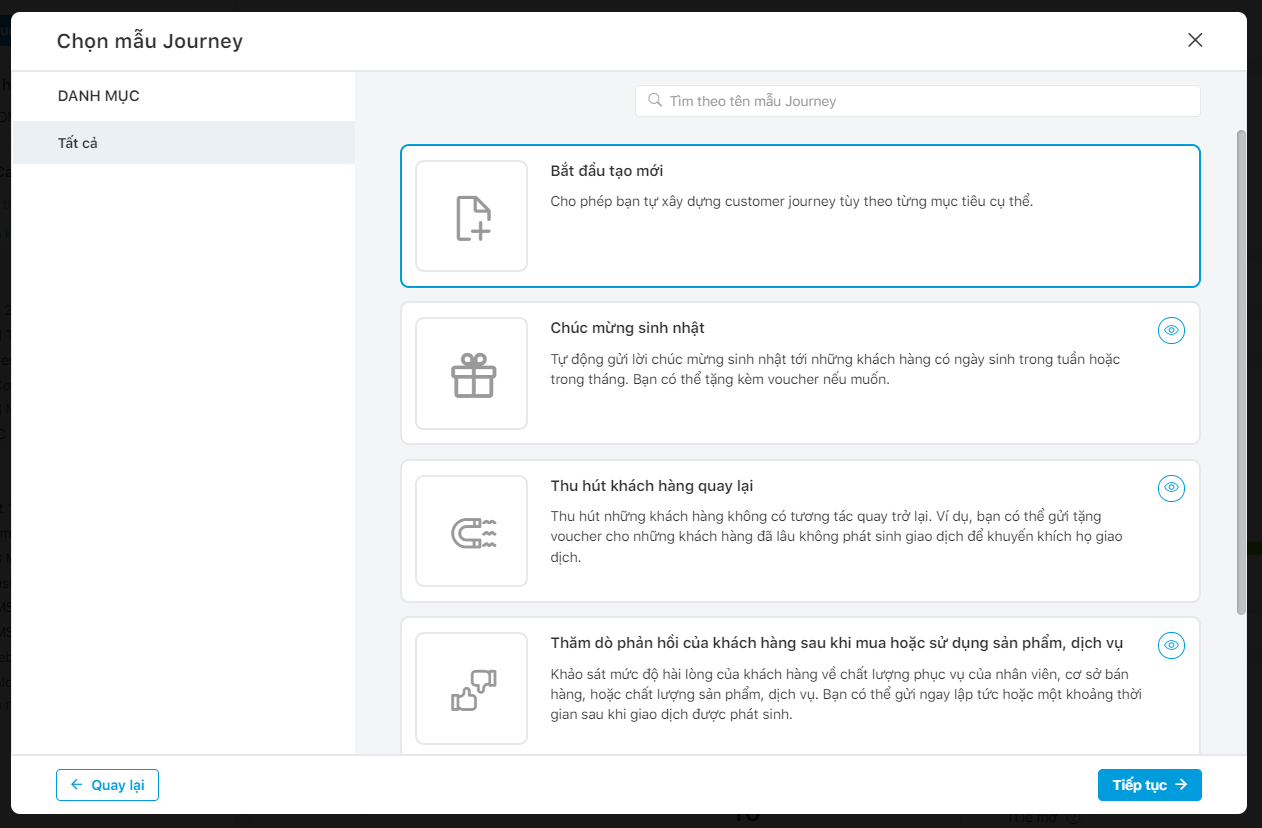 Chọn mẫu Journey
DANH MỤC
Tất cả
Tìm theo tên mẫu Journey
Bắt đầu tạo mới
Cho phép bạn tự xây dựng customer journey tùy theo từng mục tiêu cụ thể.
Chúc mừng sinh nhật
Tự động gửi lời chúc mừng sinh nhật tới những khách hàng có ngày sinh trong tuần hoặc
trong tháng. Bạn có thể tặng kèm voucher nếu muốn.
Thu hút khách hàng quay lại
Thu hút những khách hàng không có tương tác quay trở lại. Ví dụ, bạn có thể gửi tặng
voucher cho những khách hàng đã lâu không phát sinh giao dịch để khuyến khích họ giao
dịch.
Thăm dò phản hồi của khách hàng sau khi mua hoặc sử dụng sản phẩm, dịch vụ
Khảo sát mức độ hài lòng của khách hàng về chất lượng phục vụ của nhân viên, cơ sở bán
hàng, hoặc chất lượng sản phẩm, dịch vụ. Bạn có thể gửi ngay lập tức hoặc một khoảng thời
gian sau khi giao dịch được phát sinh.
Quay lại
Tiếp tục